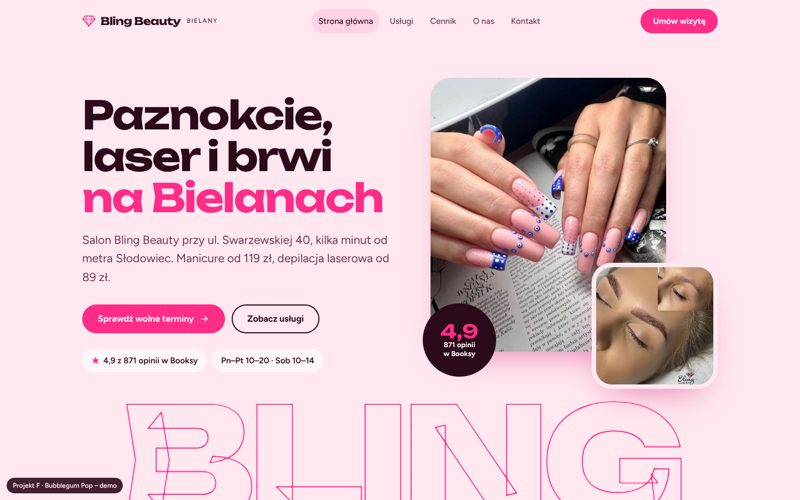 Bling Beauty BIELANY
Strona główna
Usługi
Cennik
O nas
Kontakt
Umów wizytę
Paznokcie,
laser i brwi
na Bielanach
Salon Bling Beauty przy ul. Swarzewskiej 40, kilka minut od
metra Słodowiec. Manicure od 119 zł, depilacja laserowa od
89 zł.
Sprawdź wolne terminy →
Zobacz usługi
★ 4,9 z 871 opinii w Booksy
Pn–Pt 10–20 · Sob 10–14
4,9
871 opinii
w Booksy
Bling
BLING
Projekt F · Bubblegum Pop – demo